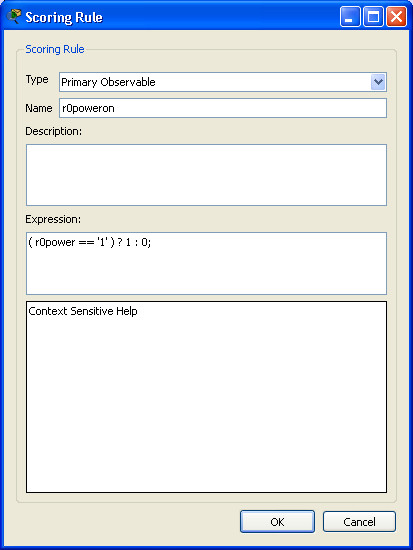 Scoring Rule
Scoring Rule
Type Primary Observable
Name r0poweron
Description:
Expression:
( r0power == '1' ) ? 1 : 0;
Context Sensitive Help
OK Cancel